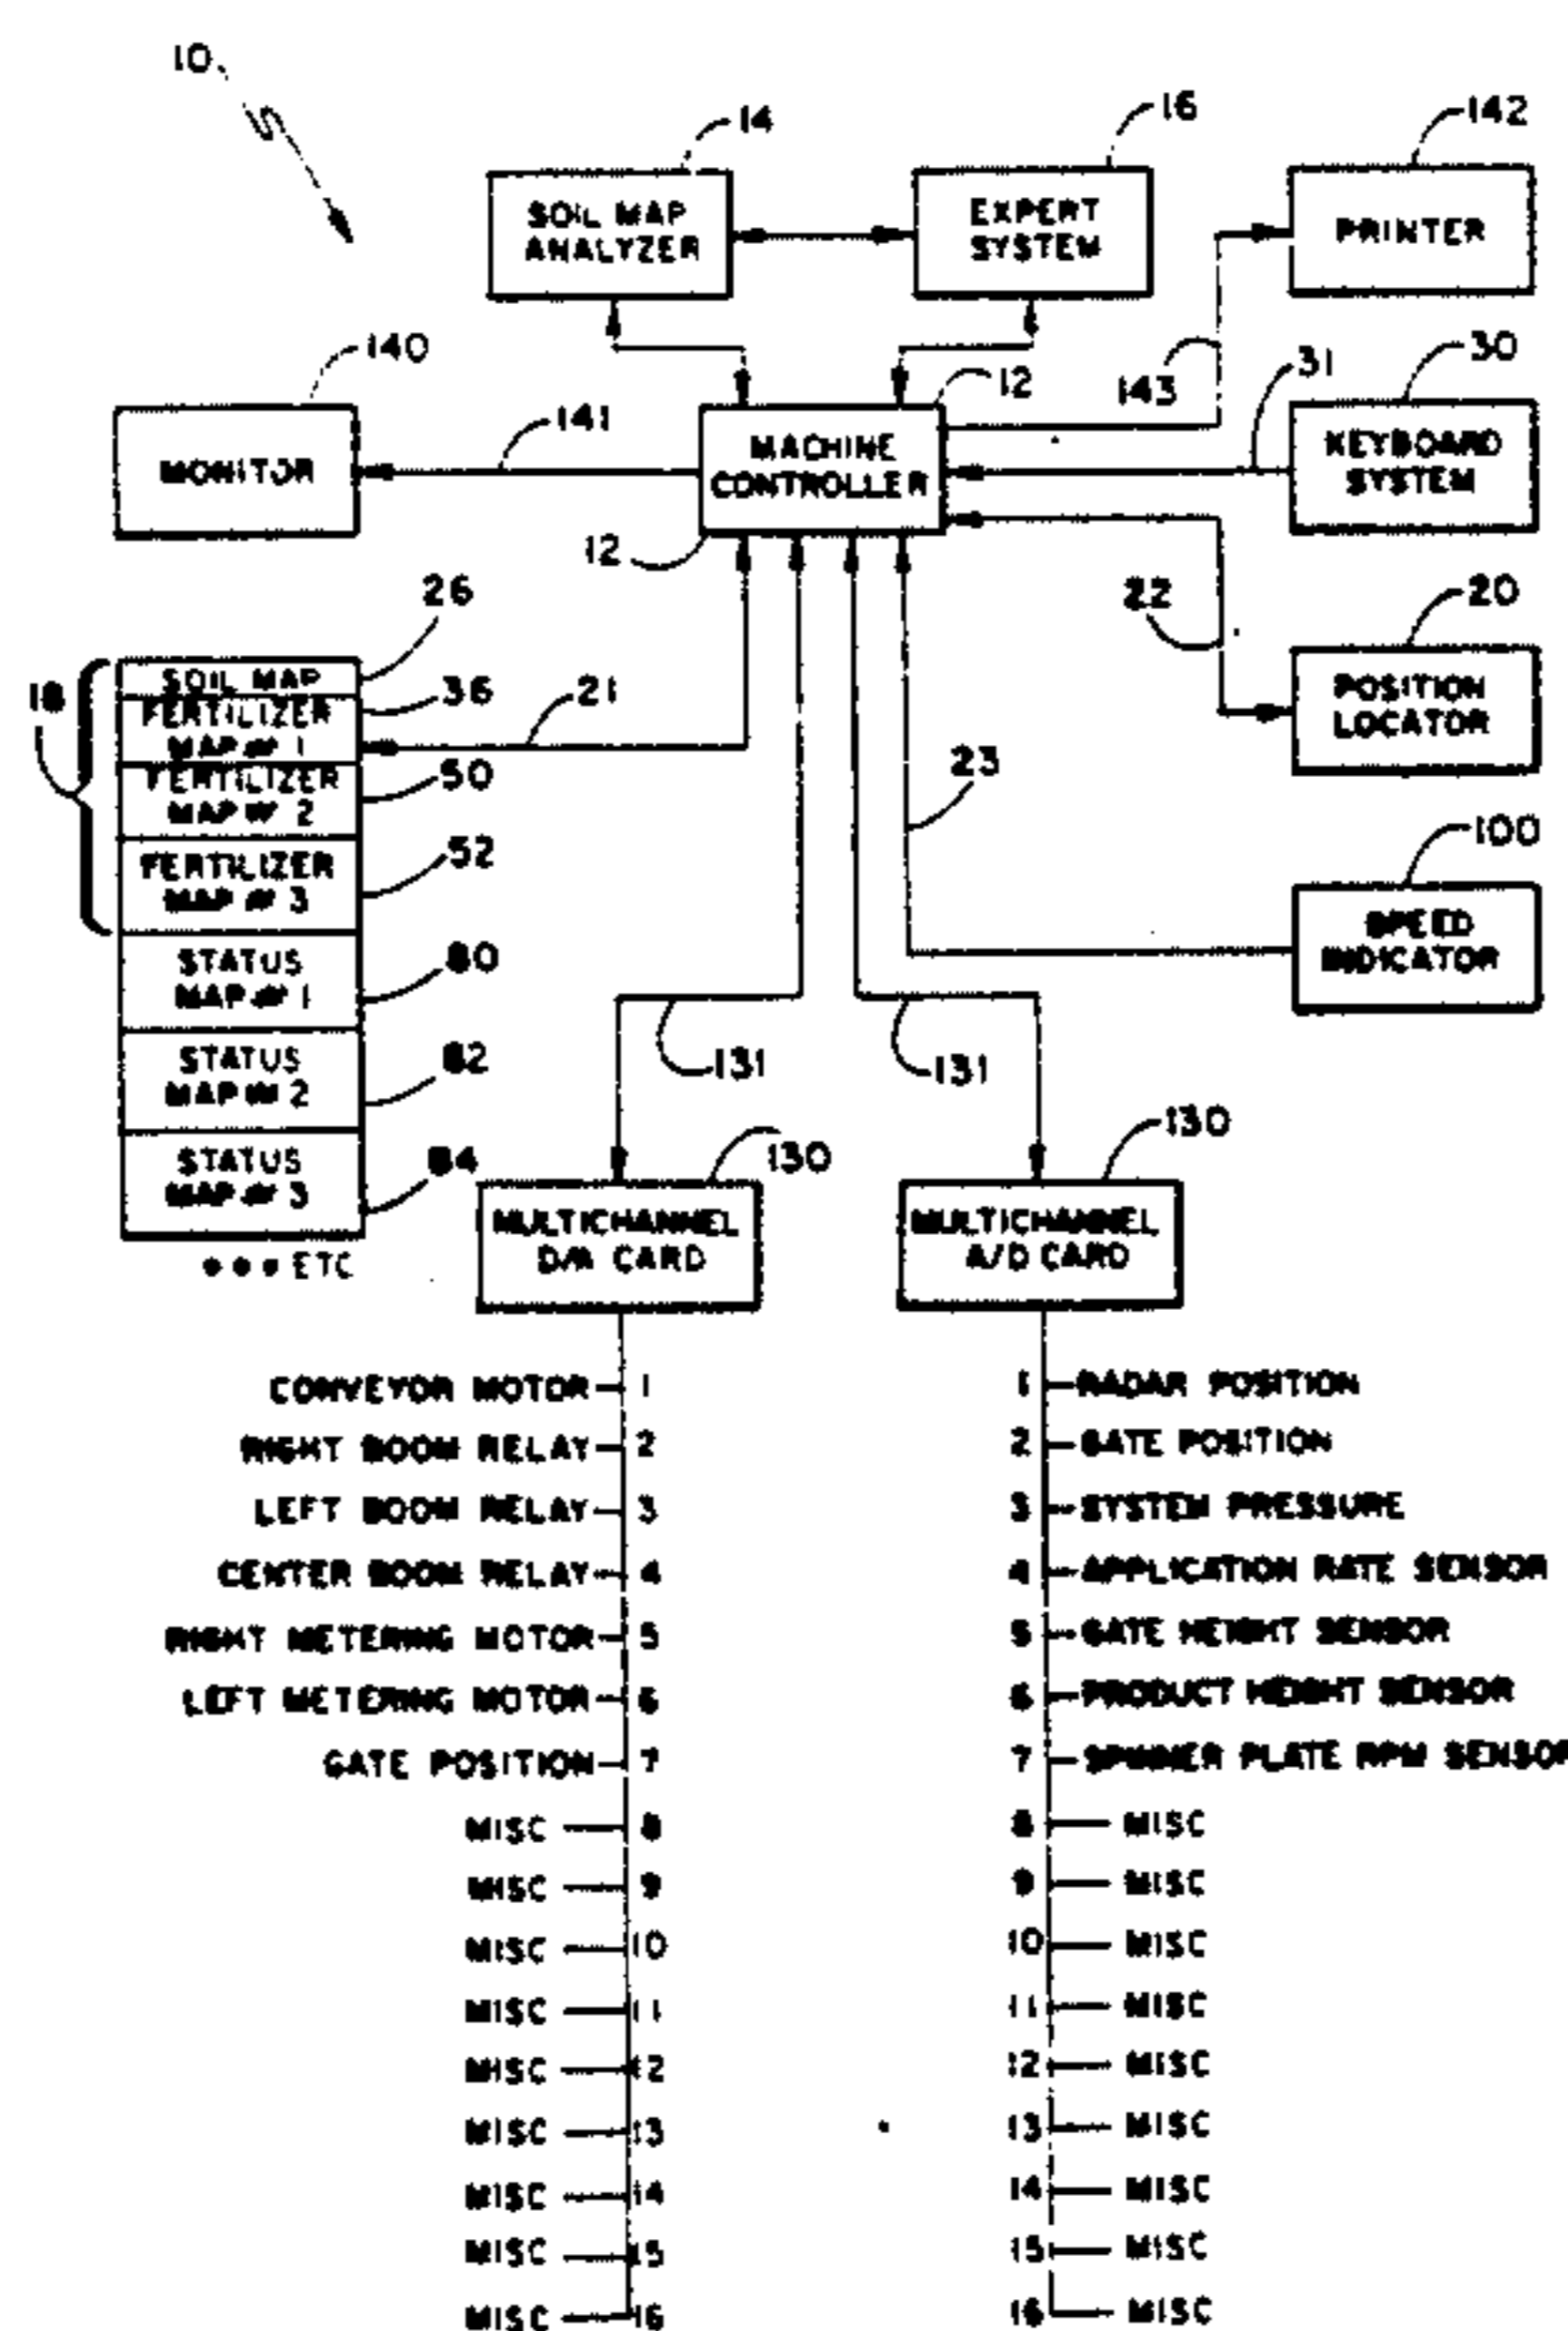 10
14
16
142
SOIL MAP
ANALYZER
EXPERT
SYSTEM
PRINTER
140
141
12
143
31
30
MONITOR
MACHINE
CONTROLLER
KEYBOARD
SYSTEM
12
26
22
20
18
SOIL MAP
36
21
FERTILIZER
MAP # 1
POSITION
LOCATOR
50
FERTILIZER
MAP # 2
23
52
FERTILIZER
MAP # 3
100
SPEED
INDICATOR
80
STATUS
MAP # 1
82
STATUS
MAP # 2
131
131
84
STATUS
MAP # 3
130
130
••• ETC
MULTICHANNEL
D/A CARD
MULTICHANNEL
A/D CARD
CONVEYOR MOTOR 1
RIGHT BOOM RELAY 2
LEFT BOOM RELAY 3
CENTER BOOM RELAY 4
RIGHT METERING MOTOR 5
LEFT METERING MOTOR 6
GATE POSITION 7
MISC 8
MISC 9
MISC 10
MISC 11
MISC 12
MISC 13
MISC 14
MISC 15
MISC 16
1 RADAR POSITION
2 GATE POSITION
3 SYSTEM PRESSURE
4 APPLICATION RATE SENSOR
5 GATE HEIGHT SENSOR
6 PRODUCT HEIGHT SENSOR
7 SPINNER PLATE RPM SENSOR
8 MISC
9 MISC
10 MISC
11 MISC
12 MISC
13 MISC
14 MISC
15 MISC
16 MISC